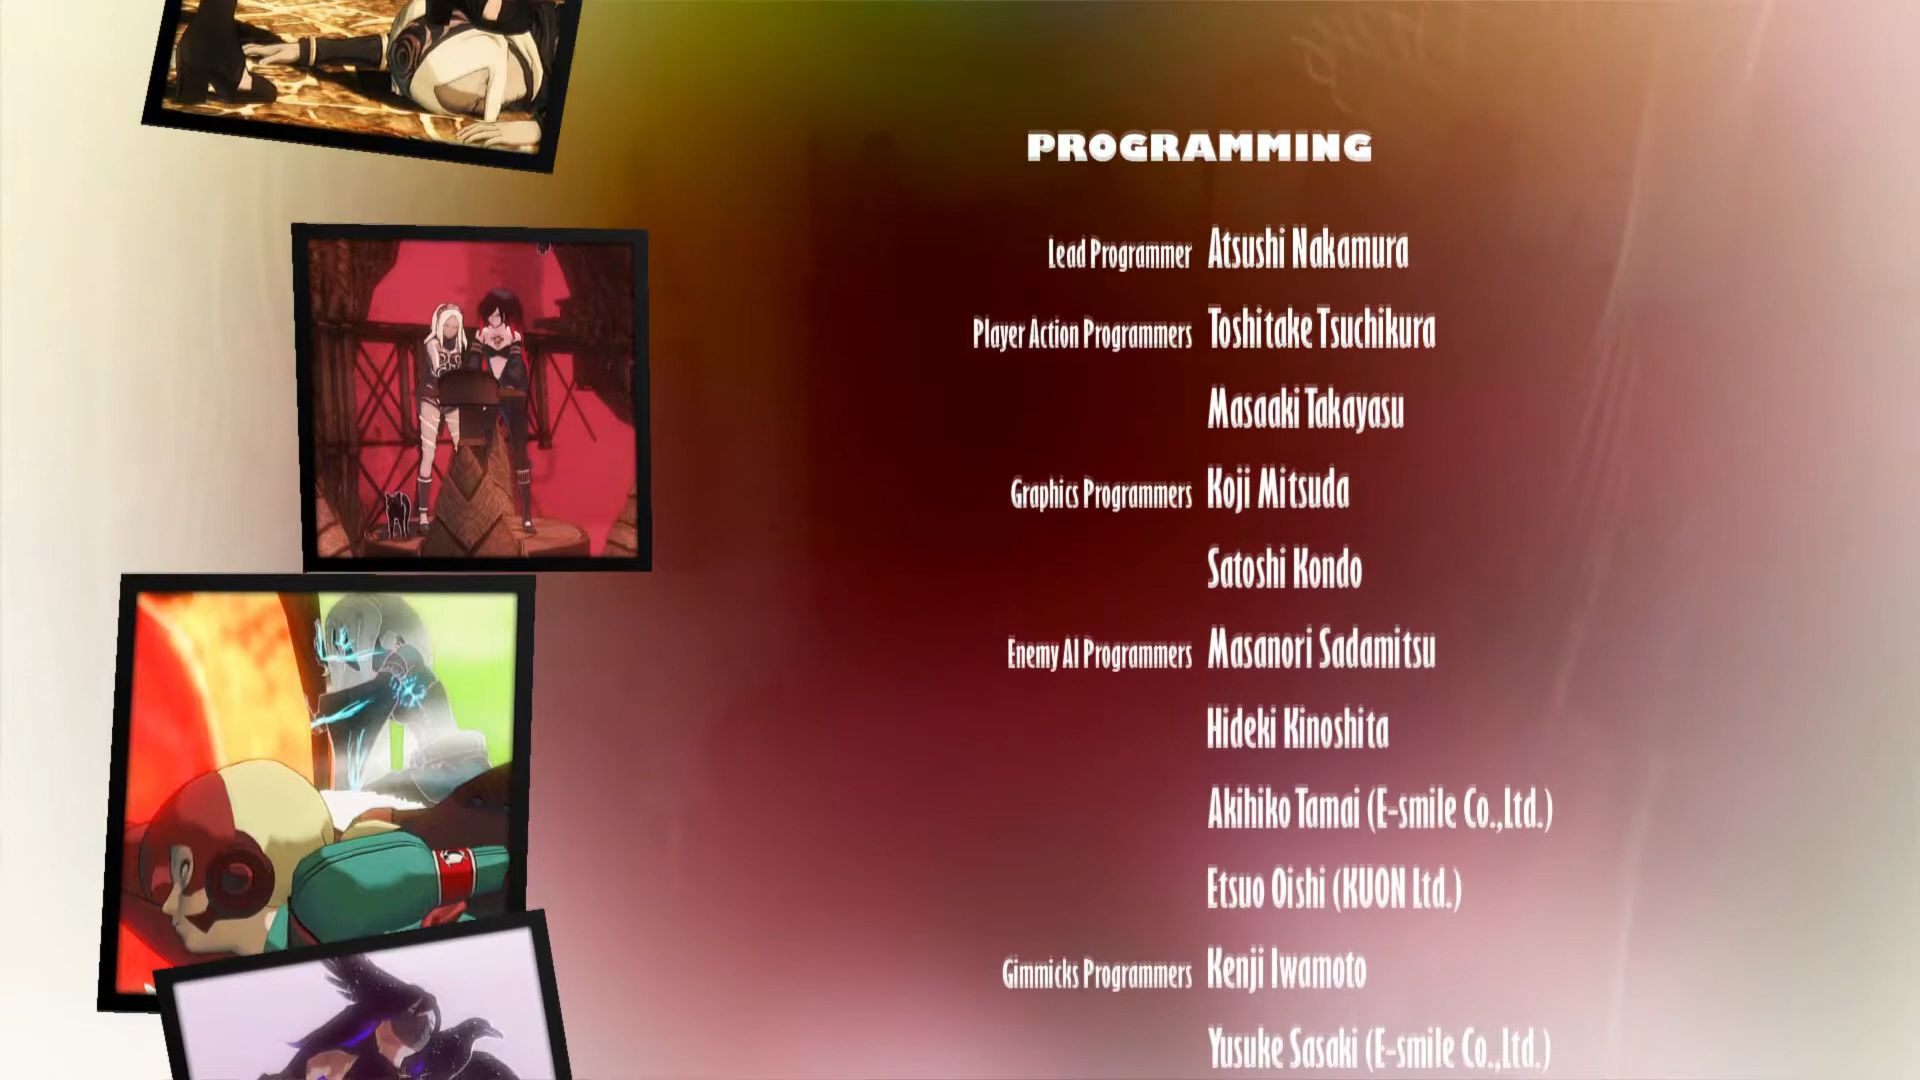 PROGRAMMING
Lead Programmer Atsushi Nakamura
Player Action Programmers Toshitake Tsuchikura
Masaaki Takayasu
Graphics Programmers Koji Mitsuda
Satoshi Kondo
Enemy AI Programmers Masanori Sadamitsu
Hideki Kinoshita
Akihiko Tamai (E-smile Co.,Ltd.)
Etsuo Oishi (KUON Ltd.)
Gimmicks Programmers Kenji Iwamoto
Yusuke Sasaki (E-smile Co.,Ltd.)